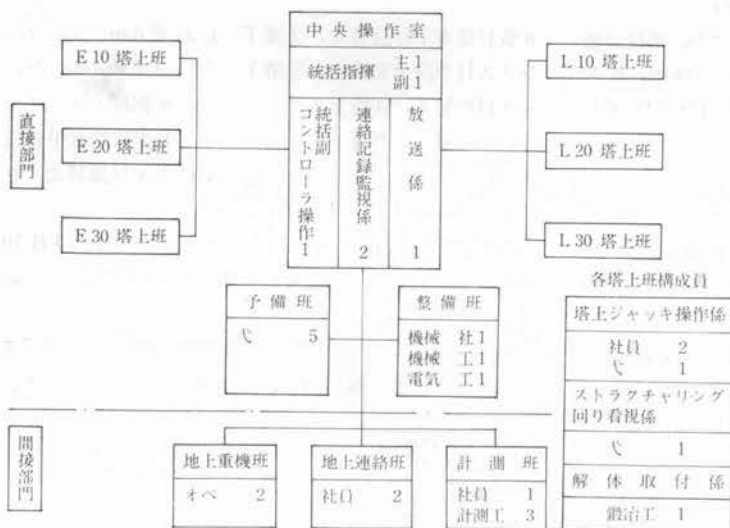 中央操作室
統括指揮 主1
副1
統括副
コントローラ操作1
連絡記録監視係 2
放送係 1
直接部門
E10塔上班
E20塔上班
E30塔上班
L10塔上班
L20塔上班
L30塔上班
予備班
弋 5
整備班
機械 社1
機械 工1
電気 工1
各塔上班構成員
塔上ジャッキ操作係
社員 2
弋 1
ストラクチャリング
回り看視係
弋 1
解体取付係
鍛冶工 1
間接部門
地上重機班
オペ 2
地上連絡班
社員 2
計測班
社員 1
計測工 3